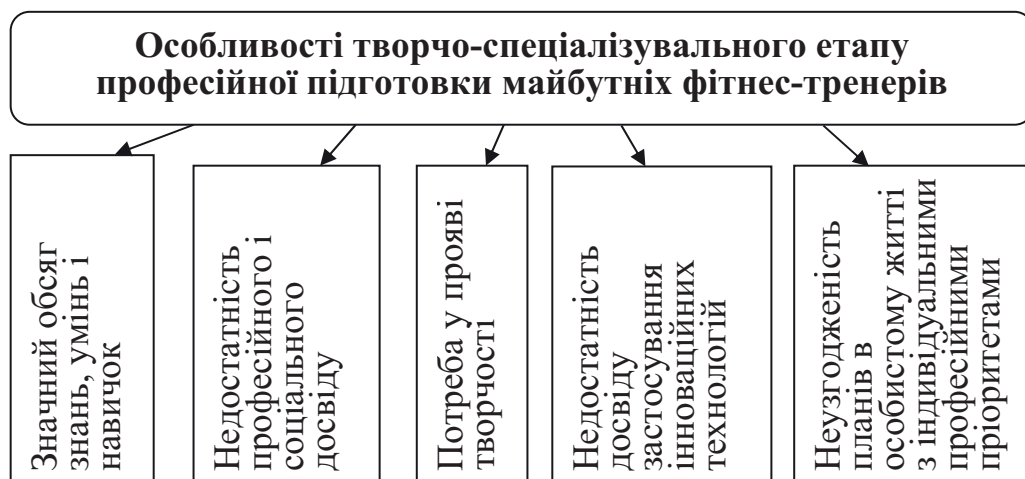 Особливості творчо-спеціалізувального етапу
професійної підготовки майбутніх фітнес-тренерів
Значний обсяг
знань, умінь і
навичок
Недостатність
професійного і
соціального
досвіду
Потреба у прояві
творчості
Недостатність
досвіду
застосування
інноваційних
технологій
Неузгодженість
планів в
особистому житті
з індивідуальними
професійними
пріоритетами